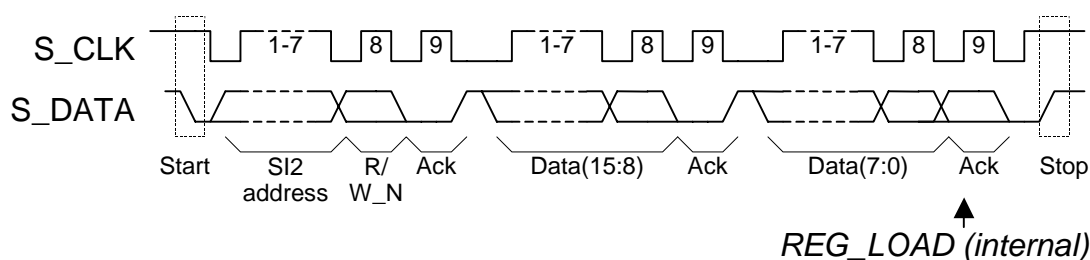 S_CLK 1-7 8 9 1-7 8 9 1-7 8 9
S_DATA
Start SI2 address R/W_N Ack Data(15:8) Ack Data(7:0) Ack Stop
REG_LOAD (internal)